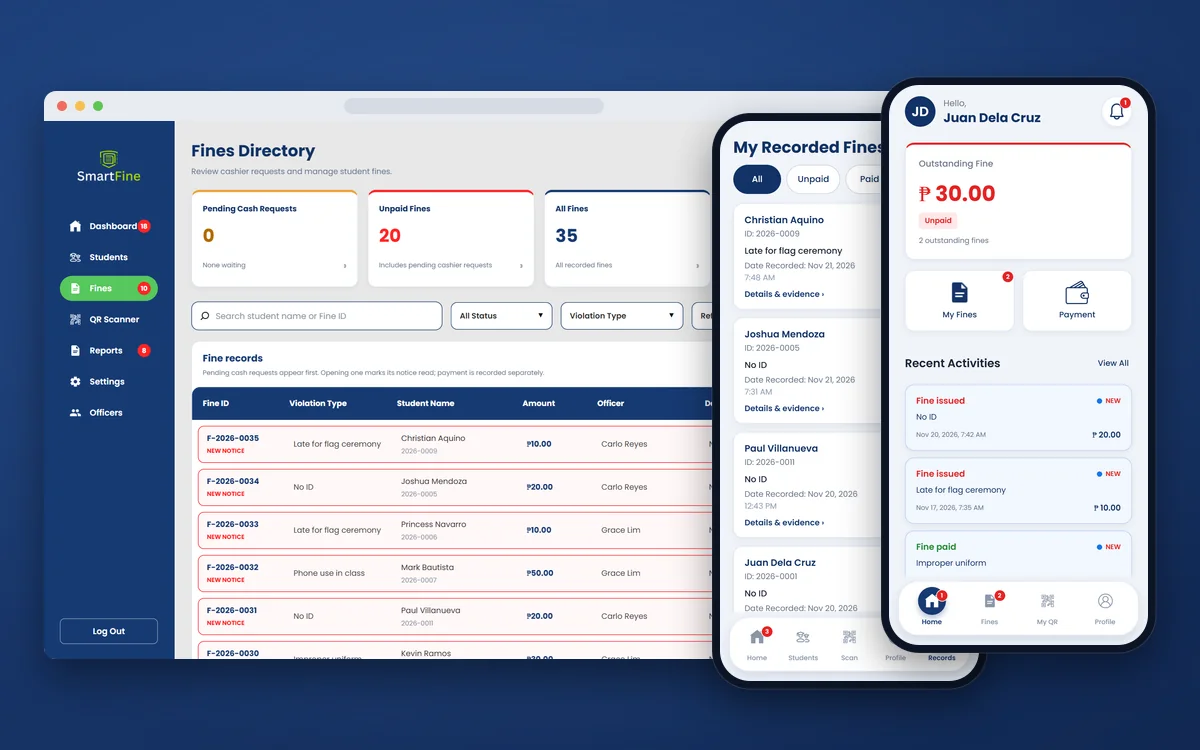 SmartFine
Dashboard 18
Students
Fines 10
QR Scanner
Reports 8
Settings
Officers
Log Out
Fines Directory
Review cashier requests and manage student fines.
Pending Cash Requests
0
None waiting ›
Unpaid Fines
20
Includes pending cashier requests ›
All Fines
35
All recorded fines ›
Search student name or Fine ID
All Status ▼
Violation Type ▼
Fine records
Pending cash requests appear first. Opening one marks its notice read; payment is recorded separately.
Fine ID Violation Type Student Name Amount Officer
F-2026-0035 Late for flag ceremony Christian Aquino ₱10.00 Carlo Reyes
NEW NOTICE 2026-0009
F-2026-0034 No ID Joshua Mendoza ₱20.00 Carlo Reyes
NEW NOTICE 2026-0005
F-2026-0033 Late for flag ceremony Princess Navarro ₱10.00 Grace Lim
NEW NOTICE 2026-0006
F-2026-0032 Phone use in class Mark Bautista ₱50.00 Grace Lim
NEW NOTICE 2026-0007
F-2026-0031 No ID Paul Villanueva ₱20.00 Carlo Reyes
NEW NOTICE 2026-0011
F-2026-0030 Improper uniform Kevin Ramos ₱30.00 Grace Lim
My Recorded Fines
All Unpaid Paid
Christian Aquino
ID: 2026-0009
Late for flag ceremony
Date Recorded: Nov 21, 2026
7:48 AM
Details & evidence ›
Joshua Mendoza
ID: 2026-0005
No ID
Date Recorded: Nov 21, 2026
7:31 AM
Details & evidence ›
Paul Villanueva
ID: 2026-0011
No ID
Date Recorded: Nov 20, 2026
12:43 PM
Details & evidence ›
Juan Dela Cruz
ID: 2026-0001
No ID
Date Recorded: Nov 20, 2026
3
Home Students Scan Profile Records
JD
Hello,
Juan Dela Cruz
1
Outstanding Fine
₱ 30.00
Unpaid
2 outstanding fines
2
My Fines
Payment
Recent Activities View All
Fine issued NEW
No ID
Nov 20, 2026, 7:42 AM ₱ 20.00
Fine issued NEW
Late for flag ceremony
Nov 17, 2026, 7:35 AM ₱ 10.00
Fine paid NEW
Improper uniform
1 2
Home Fines My QR Profile